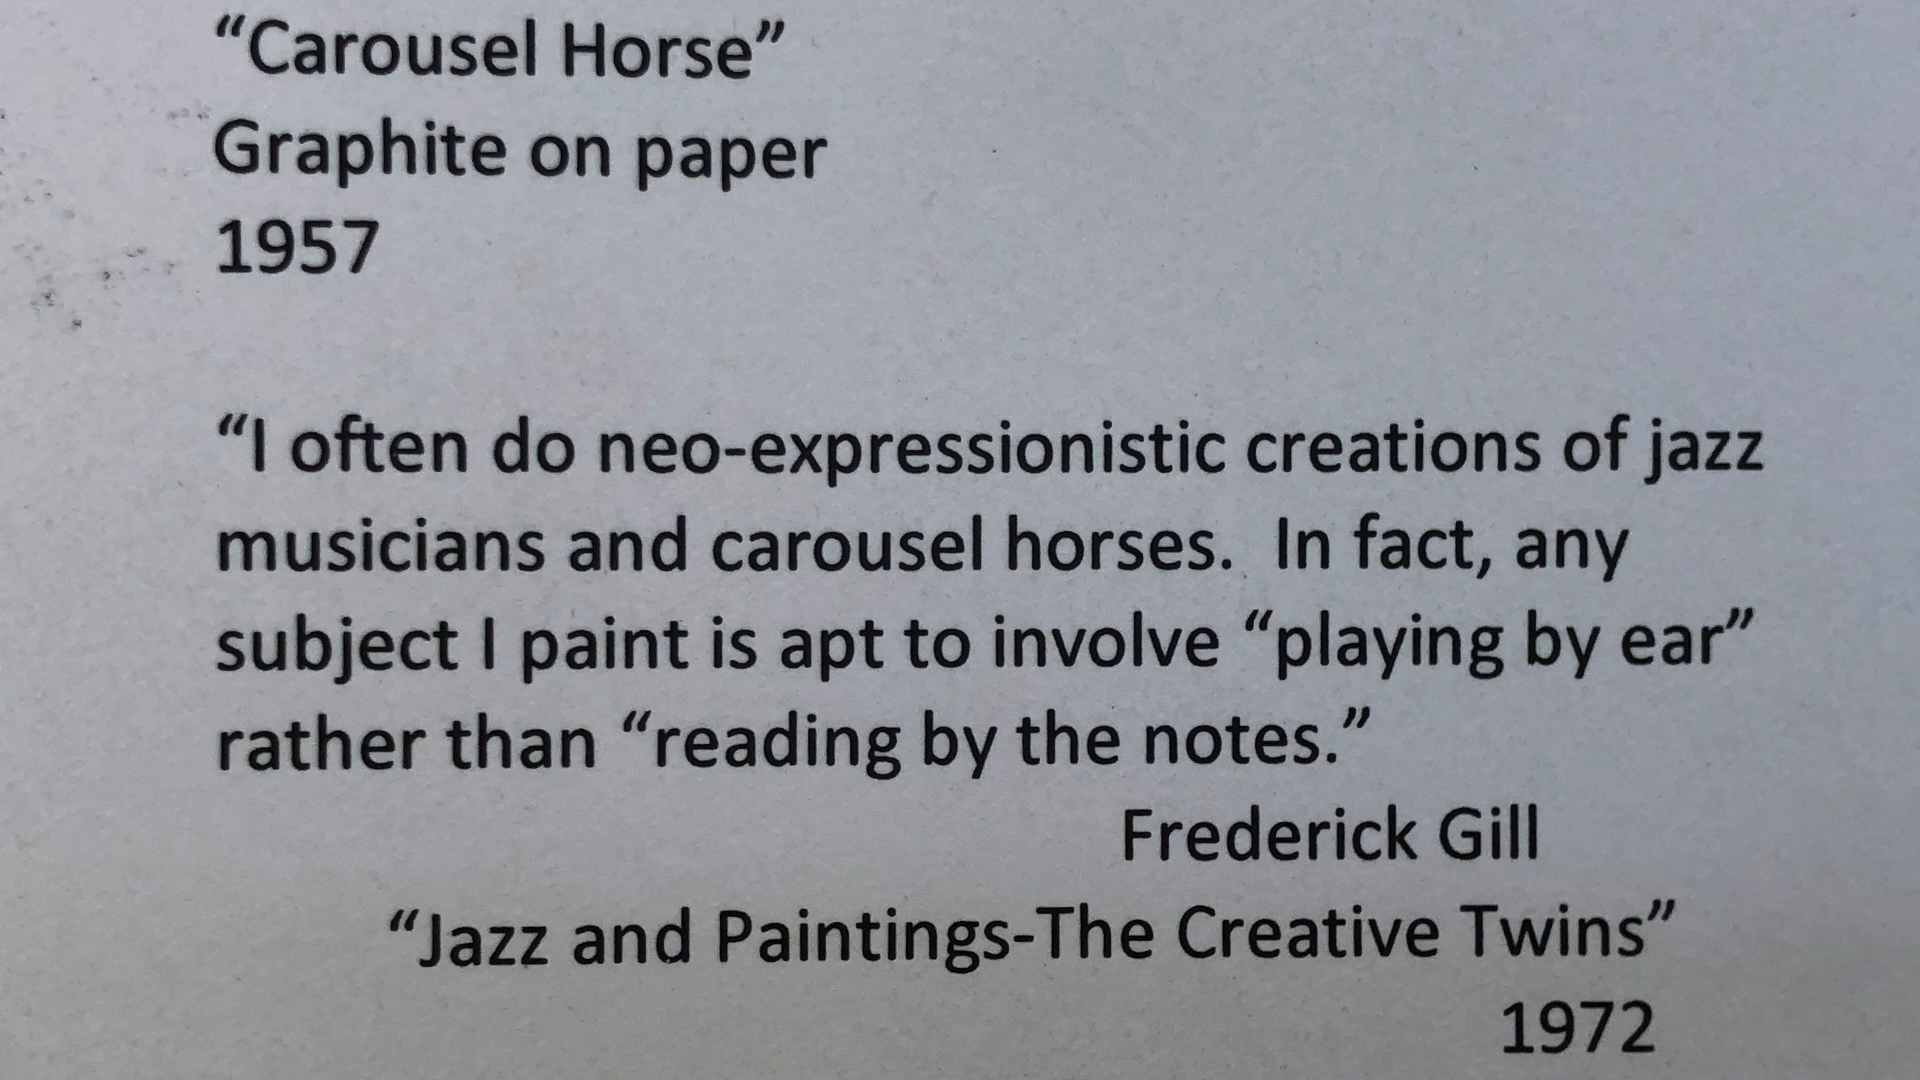 “Carousel Horse”
Graphite on paper
1957
“I often do neo-expressionistic creations of jazz
musicians and carousel horses.  In fact, any
subject I paint is apt to involve “playing by ear”
rather than “reading by the notes.”
Frederick Gill
“Jazz and Paintings-The Creative Twins”
1972